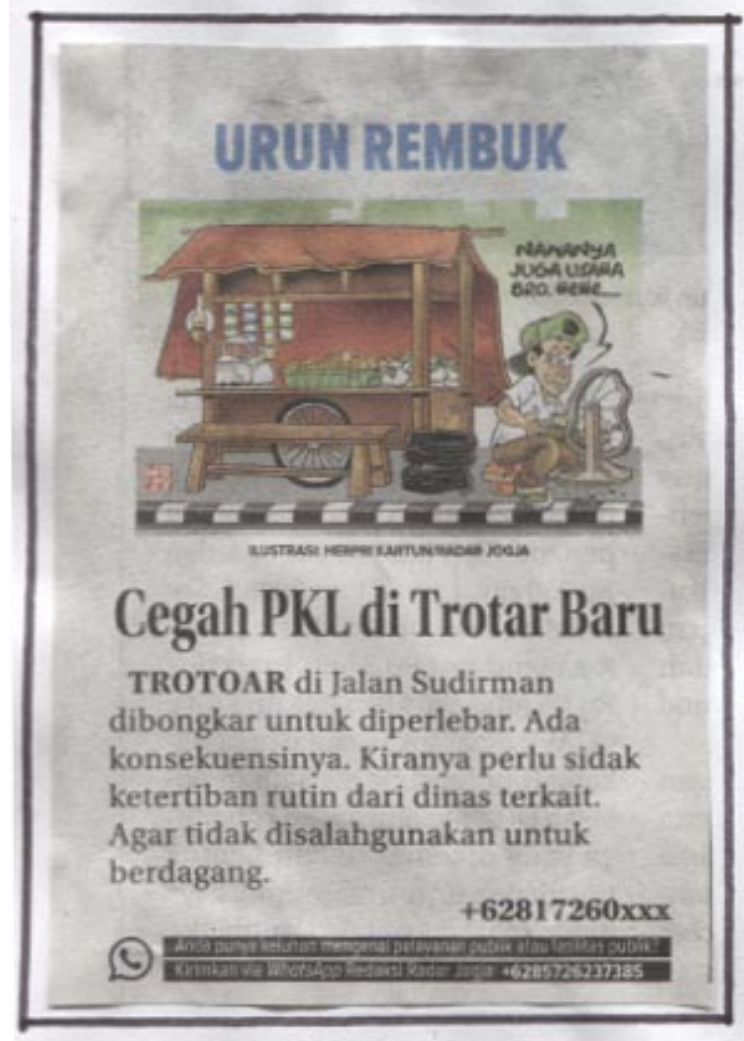 URUN REMBUK
NAMANYA
JUGA USAHA
BRO. HEHE....
ILUSTRASI: HERPRI KARTUN/RADAR JOGJA
Cegah PKL di Trotar Baru
TROTOAR di Jalan Sudirman
dibongkar untuk diperlebar. Ada
konsekuensinya. Kiranya perlu sidak
ketertiban rutin dari dinas terkait.
Agar tidak disalahgunakan untuk
berdagang.
+62817260xxx
Anda punya keluhan mengenai pelayanan publik atau fasilitas publik?
Kirimkan via WhatsApp Redaksi Radar Jogja +6285726237385